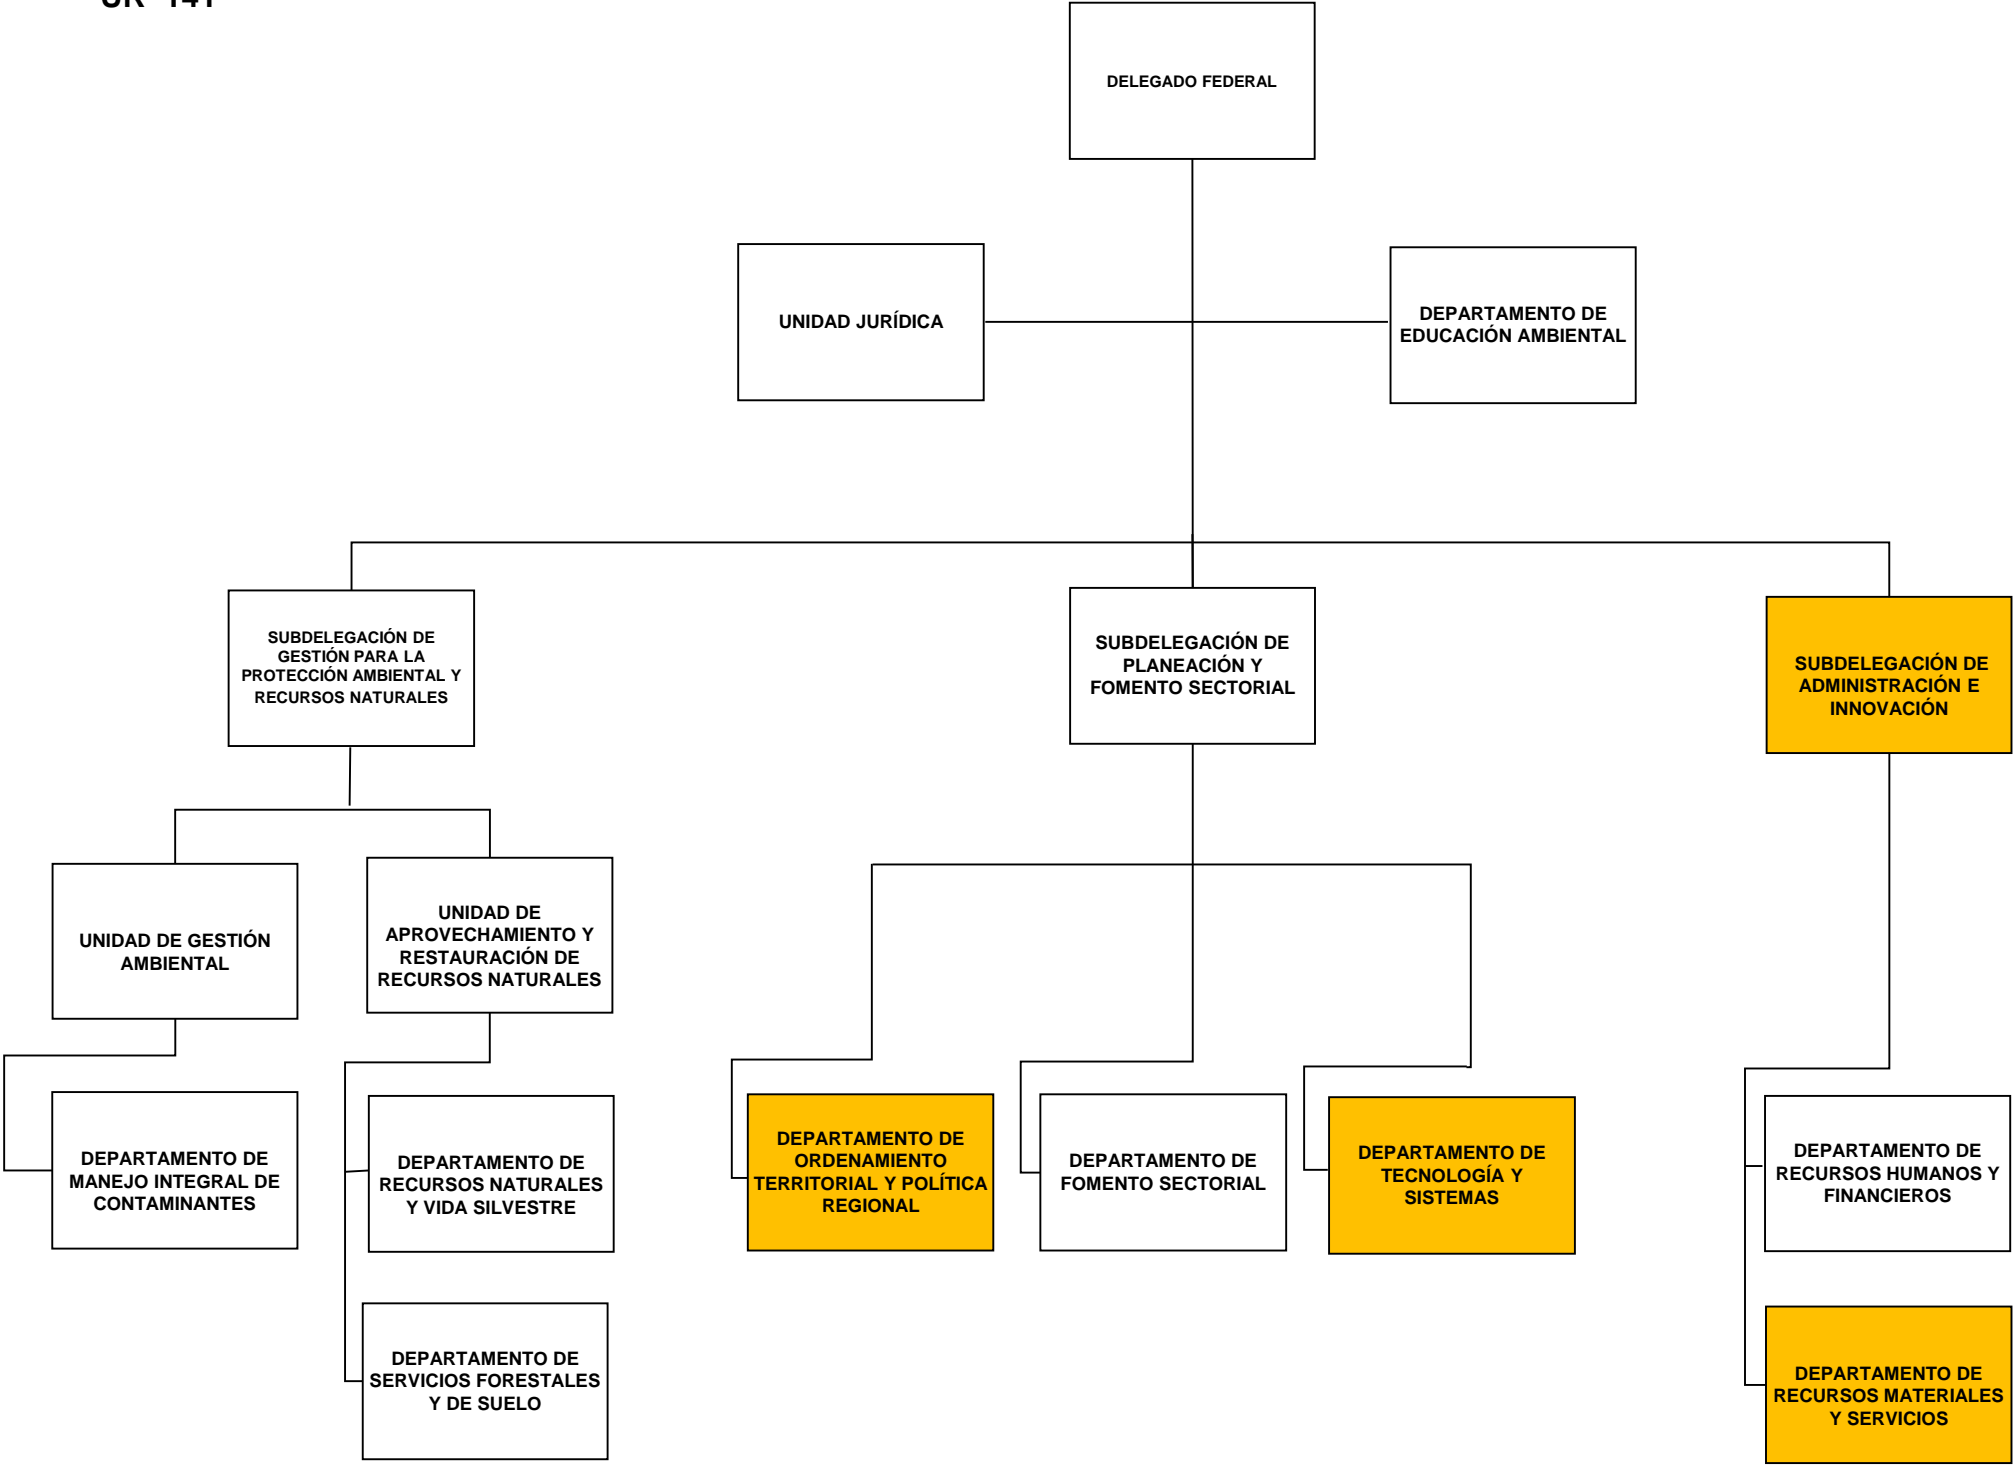 DELEGADO FEDERAL
UNIDAD JURÍDICA
DEPARTAMENTO DE
EDUCACIÓN AMBIENTAL
SUBDELEGACIÓN DE
GESTIÓN PARA LA
PROTECCIÓN AMBIENTAL Y
RECURSOS NATURALES
SUBDELEGACIÓN DE
PLANEACIÓN Y
FOMENTO SECTORIAL
SUBDELEGACIÓN DE
ADMINISTRACIÓN E
INNOVACIÓN
UNIDAD DE GESTIÓN
AMBIENTAL
UNIDAD DE
APROVECHAMIENTO Y
RESTAURACIÓN DE
RECURSOS NATURALES
DEPARTAMENTO DE
MANEJO INTEGRAL DE
CONTAMINANTES
DEPARTAMENTO DE
RECURSOS NATURALES
Y VIDA SILVESTRE
DEPARTAMENTO DE
ORDENAMIENTO
TERRITORIAL Y POLÍTICA
REGIONAL
DEPARTAMENTO DE
FOMENTO SECTORIAL
DEPARTAMENTO DE
TECNOLOGÍA Y
SISTEMAS
DEPARTAMENTO DE
RECURSOS HUMANOS Y
FINANCIEROS
DEPARTAMENTO DE
SERVICIOS FORESTALES
Y DE SUELO
DEPARTAMENTO DE
RECURSOS MATERIALES
Y SERVICIOS